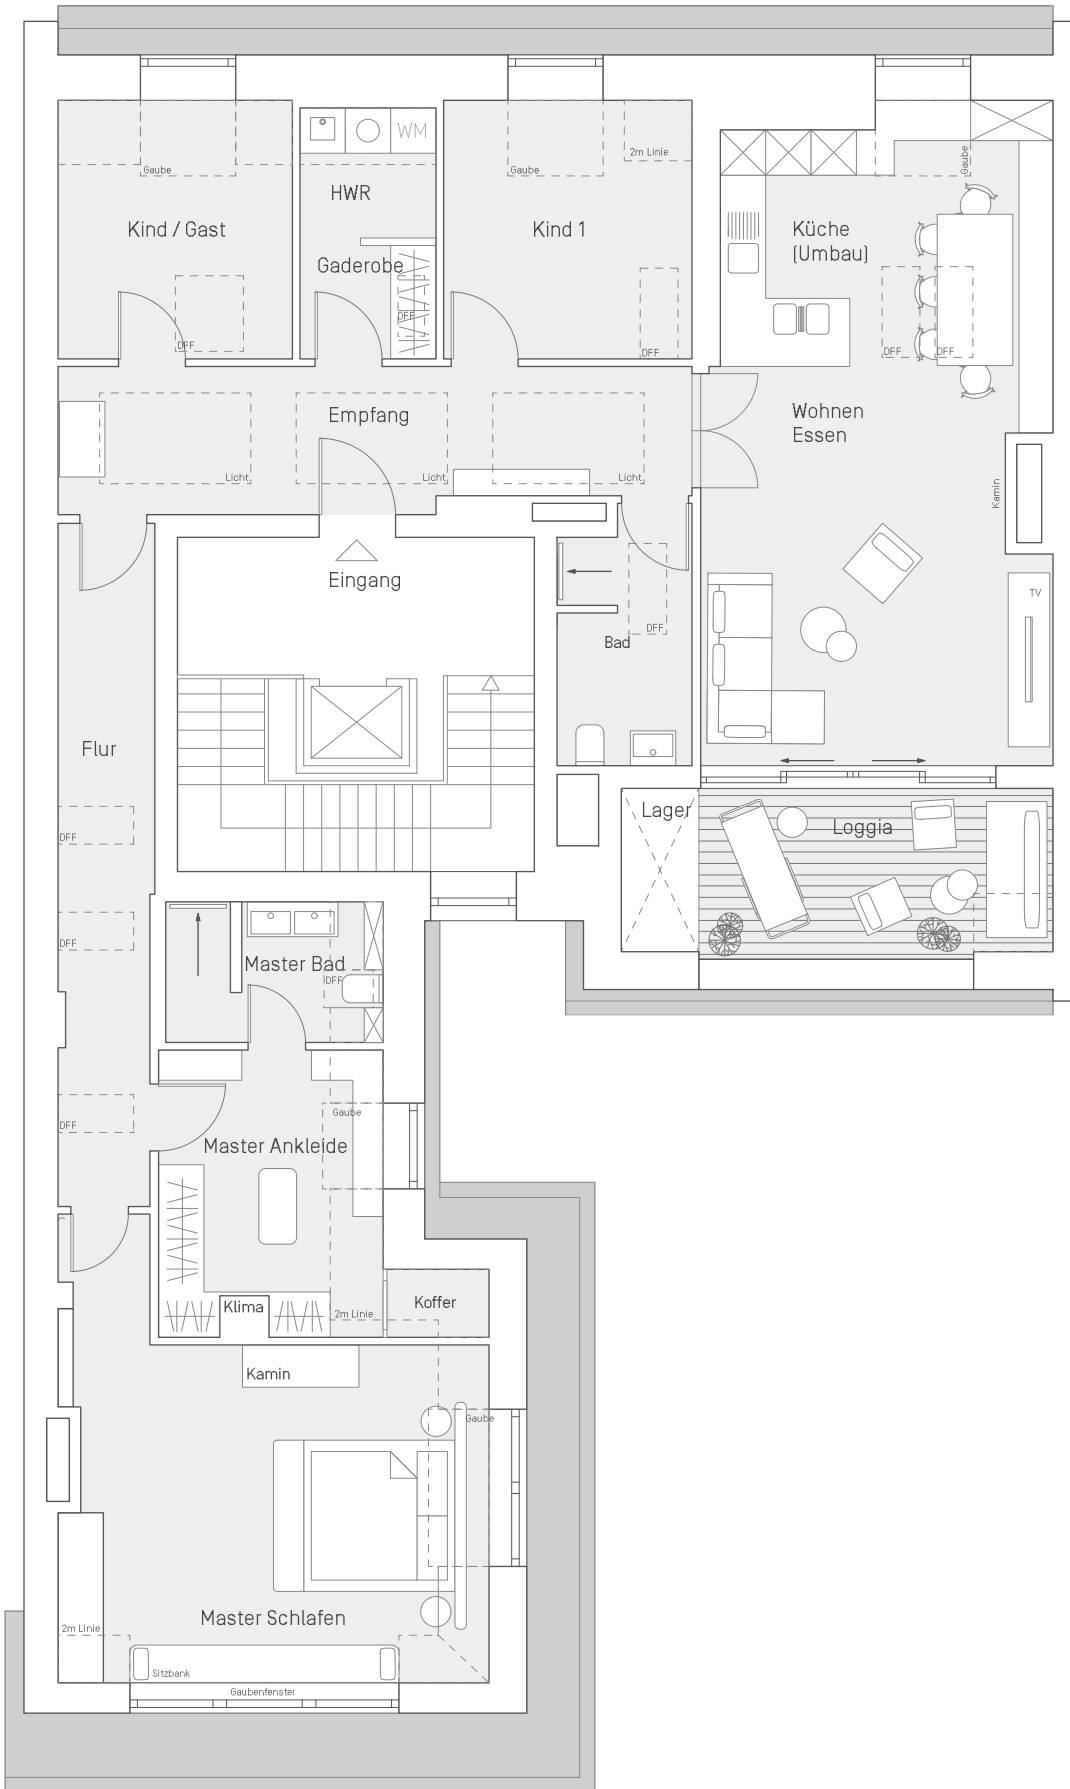 WM
2m Linie
Gaube
Gaube
Gaube
HWR
Kind / Gast
Kind 1
Küche
(Umbau)
Gaderobe
DFF
DFF
DFF
DFF
DFF
Empfang
Wohnen
Essen
Licht
Licht
Licht
Kamin
Eingang
TV
DFF
Bad
Flur
Lager
Loggia
DFF
DFF
Master Bad
DFF
Gaube
DFF
Master Ankleide
Klima
Koffer
2m Linie
Kamin
Gaube
Master Schlafen
2m Linie
Sitzbank
Gaubenfenster